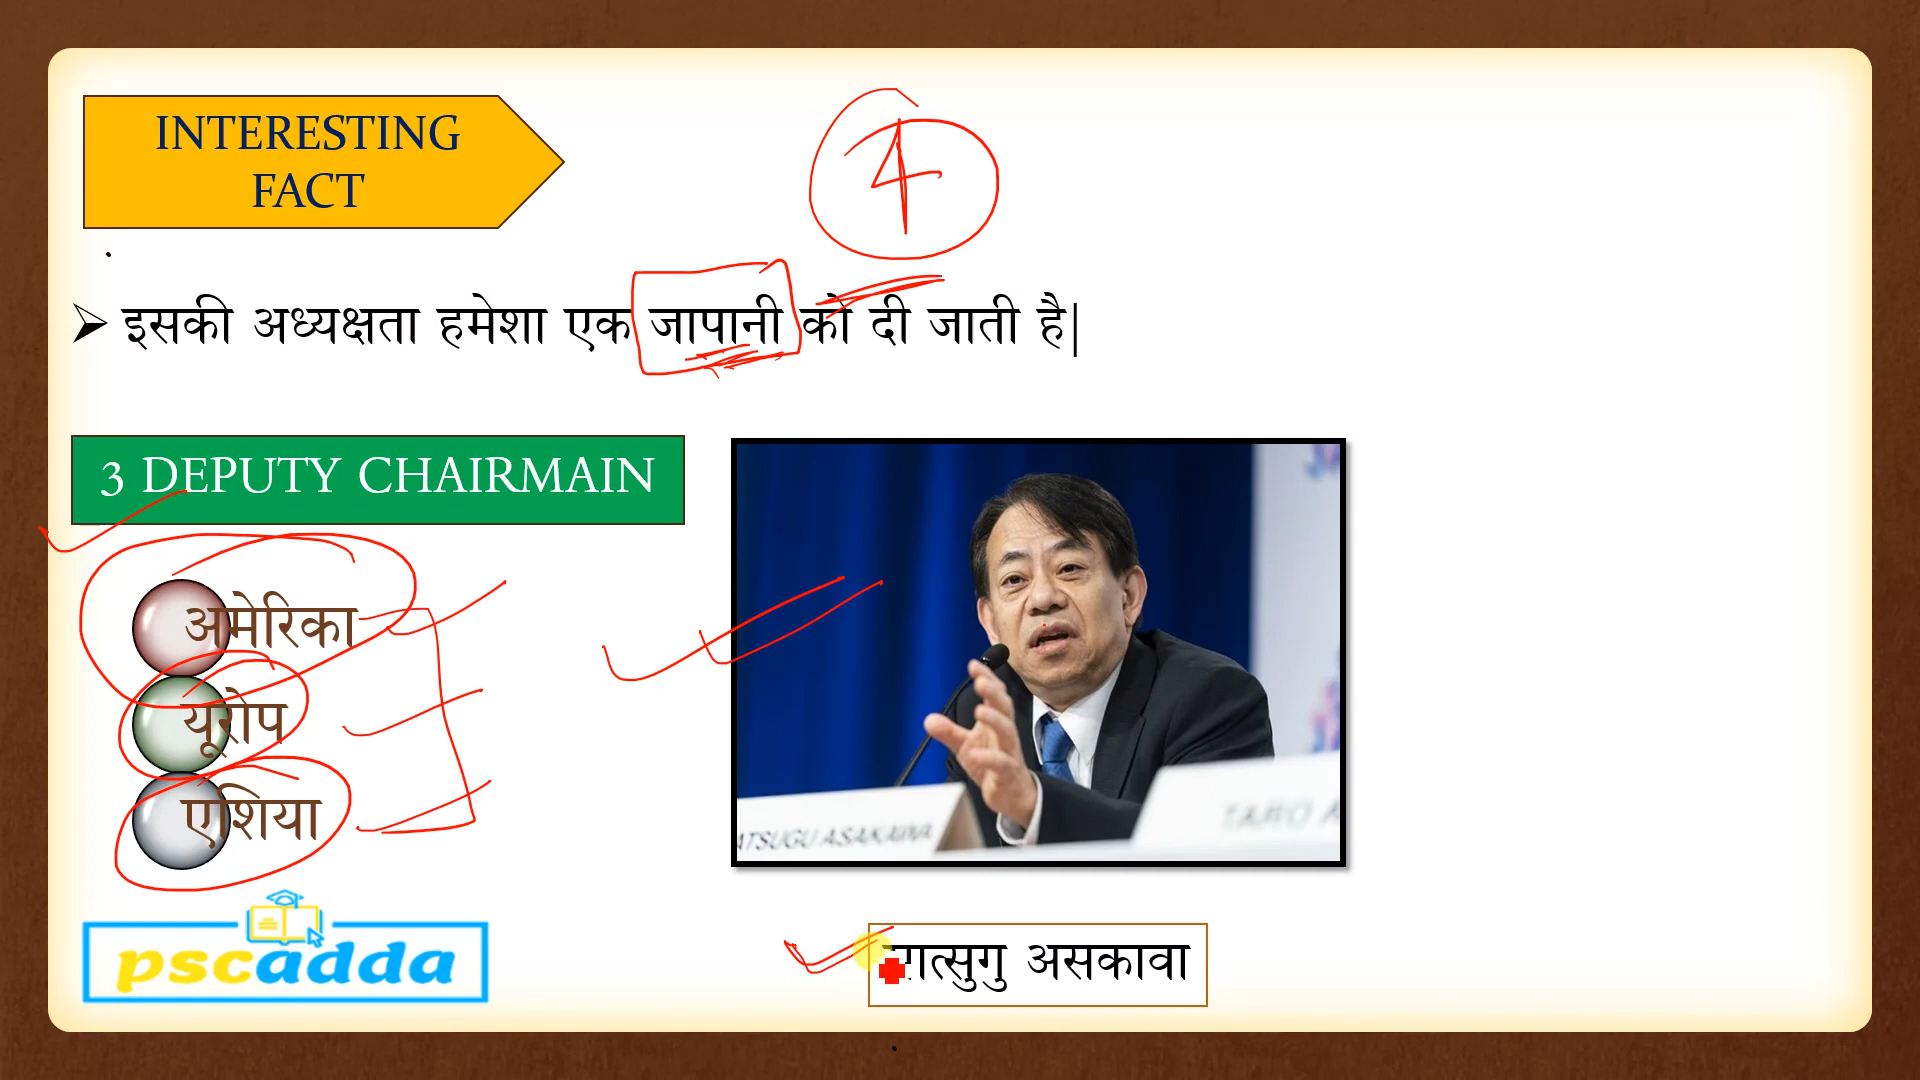 INTERESTING
FACT
4
इसकी अध्यक्षता हमेशा एक जापानी को दी जाती है|
3 DEPUTY CHAIRMAIN
अमेरिका
यूरोप
एशिया
ATSUGU ASAKAWA
TARO A
pscadda
असकावा